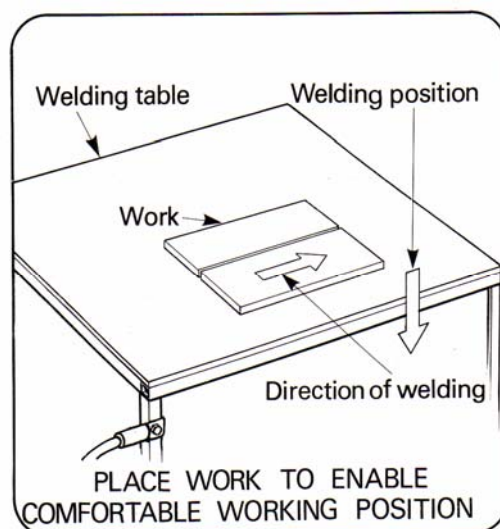 Welding table
Welding position
Work
Direction of welding
PLACE WORK TO ENABLE
COMFORTABLE WORKING POSITION